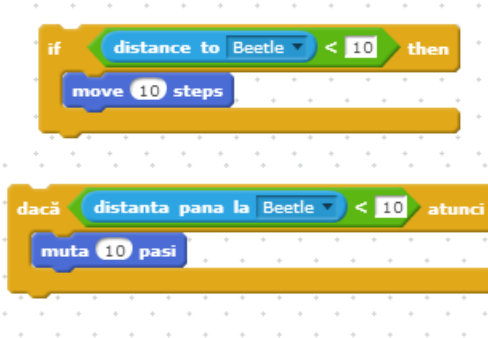 if distance to Beetle < 10 then
move 10 steps
dacă distanta pana la Beetle < 10 atunci
muta 10 pasi